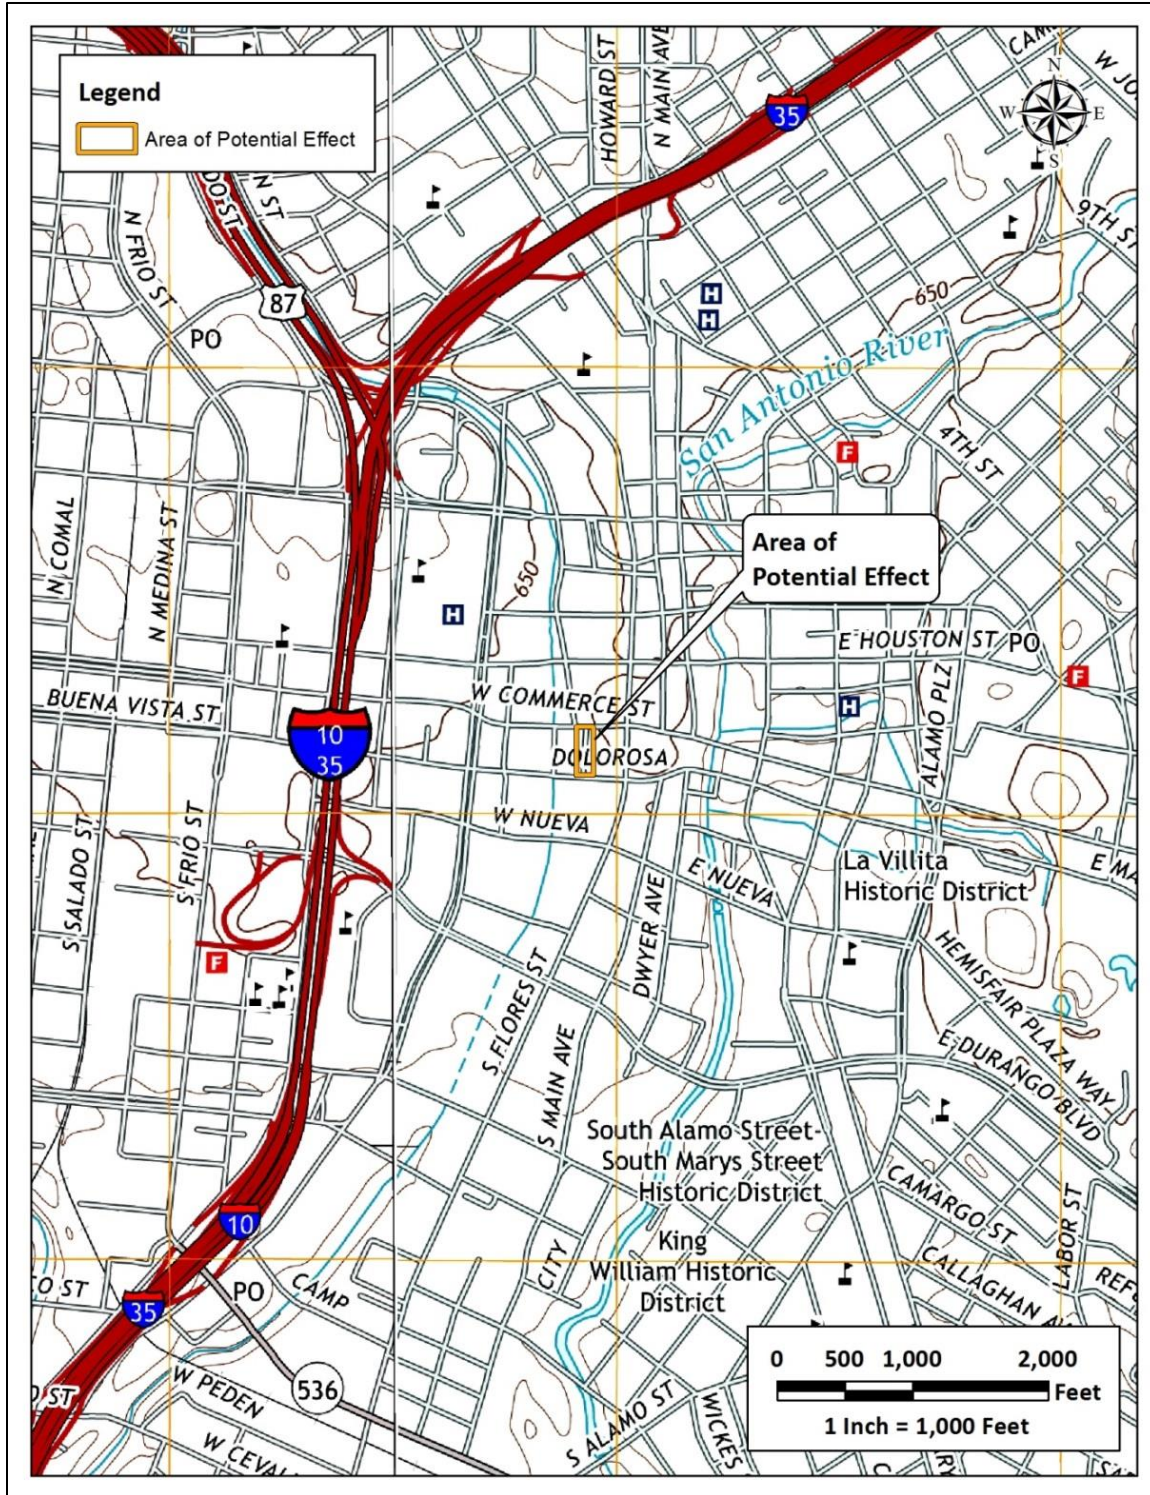 Legend
Area of Potential Effect
HOWARD ST
N MAIN AVE
35
N
W
E
S
N FRIO ST
N ST
87
PO
9TH ST
H
H
650
San Antonio River
F
4TH ST
N COMAL
N MEDINA ST
650
H
Area of
Potential Effect
E HOUSTON ST
PO
F
BUENA VISTA ST
10
35
W COMMERCE ST
H
ALAMO PLZ
DOLOROSA
W NUEVA
S SALADO ST
S FRIO ST
F
E NUEVA
La Villita
Historic District
DWYER AVE
S FLORES ST
S MAIN AVE
HEMISFAIR PLAZA WAY
E DURANGO BLVD
South Alamo Street-
South Marys Street
Historic District
King
William Historic
District
CAMARGO ST
CALLAGHAN
LABOR ST
10
35
PO
CAMP
CITY
536
W PEDEN
S ALAMO ST
WICKES
0 500 1,000 2,000
Feet
1 Inch = 1,000 Feet